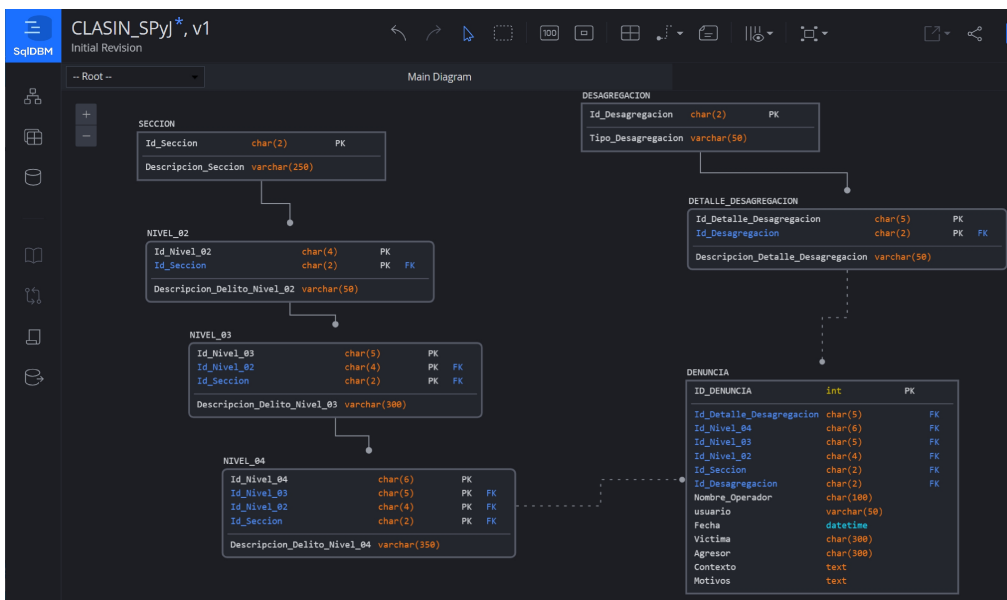 SqlDBM
CLASIN_SPyJ*, v1
Initial Revision
100
-- Root --
Main Diagram
+
−
SECCION
Id_Seccion char(2) PK
Descripcion_Seccion varchar(250)
NIVEL_02
Id_Nivel_02 char(4) PK
Id_Seccion char(2) PK FK
Descripcion_Delito_Nivel_02 varchar(50)
NIVEL_03
Id_Nivel_03 char(5) PK
Id_Nivel_02 char(4) PK FK
Id_Seccion char(2) PK FK
Descripcion_Delito_Nivel_03 varchar(300)
NIVEL_04
Id_Nivel_04 char(6) PK
Id_Nivel_03 char(5) PK FK
Id_Nivel_02 char(4) PK FK
Id_Seccion char(2) PK FK
Descripcion_Delito_Nivel_04 varchar(350)
DESAGREGACION
Id_Desagregacion char(2) PK
Tipo_Desagregacion varchar(50)
DETALLE_DESAGREGACION
Id_Detalle_Desagregacion char(5) PK
Id_Desagregacion char(2) PK FK
Descripcion_Detalle_Desagregacion varchar(50)
DENUNCIA
ID_DENUNCIA int PK
Id_Detalle_Desagregacion char(5) FK
Id_Nivel_04 char(6) FK
Id_Nivel_03 char(5) FK
Id_Nivel_02 char(4) FK
Id_Seccion char(2) FK
Id_Desagregacion char(2) FK
Nombre_Operador char(100)
usuario varchar(50)
Fecha datetime
Victima char(300)
Agresor char(300)
Contexto text
Motivos text